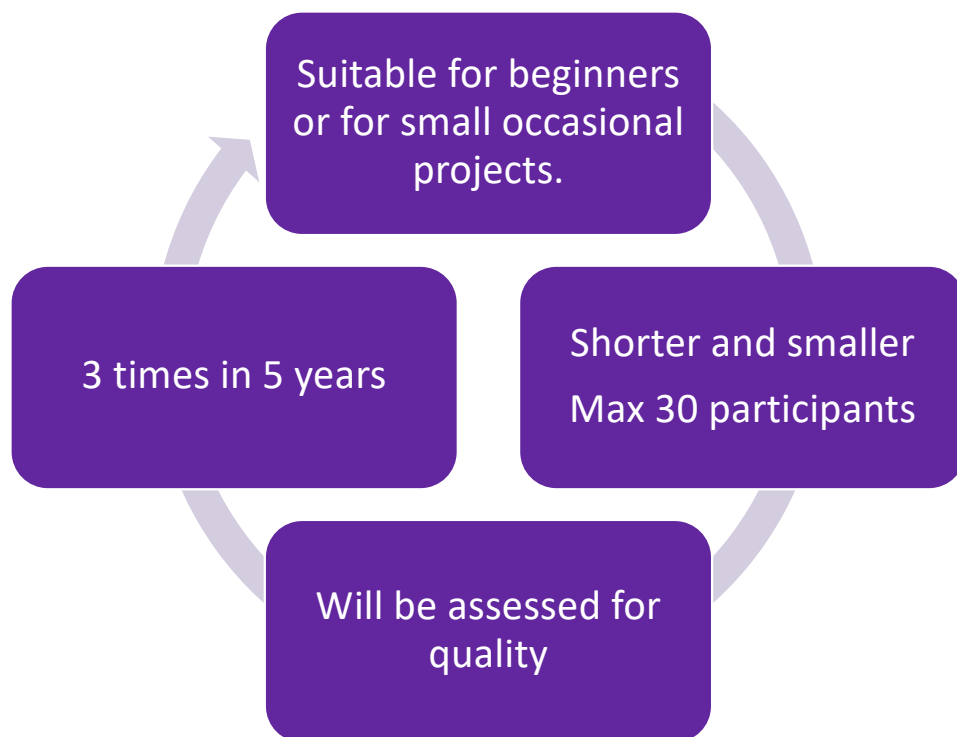 Suitable for beginners
or for small occasional
projects.
Shorter and smaller
Max 30 participants
Will be assessed for
quality
3 times in 5 years